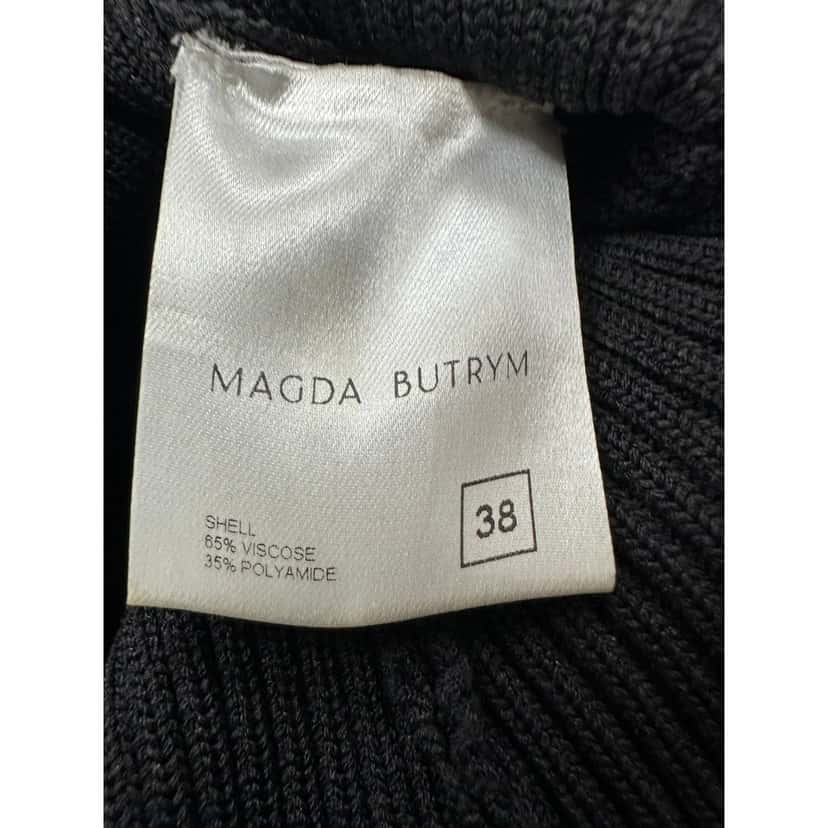 MAGDA BUTRYM
38
SHELL
65% VISCOSE
35% POLYAMIDE